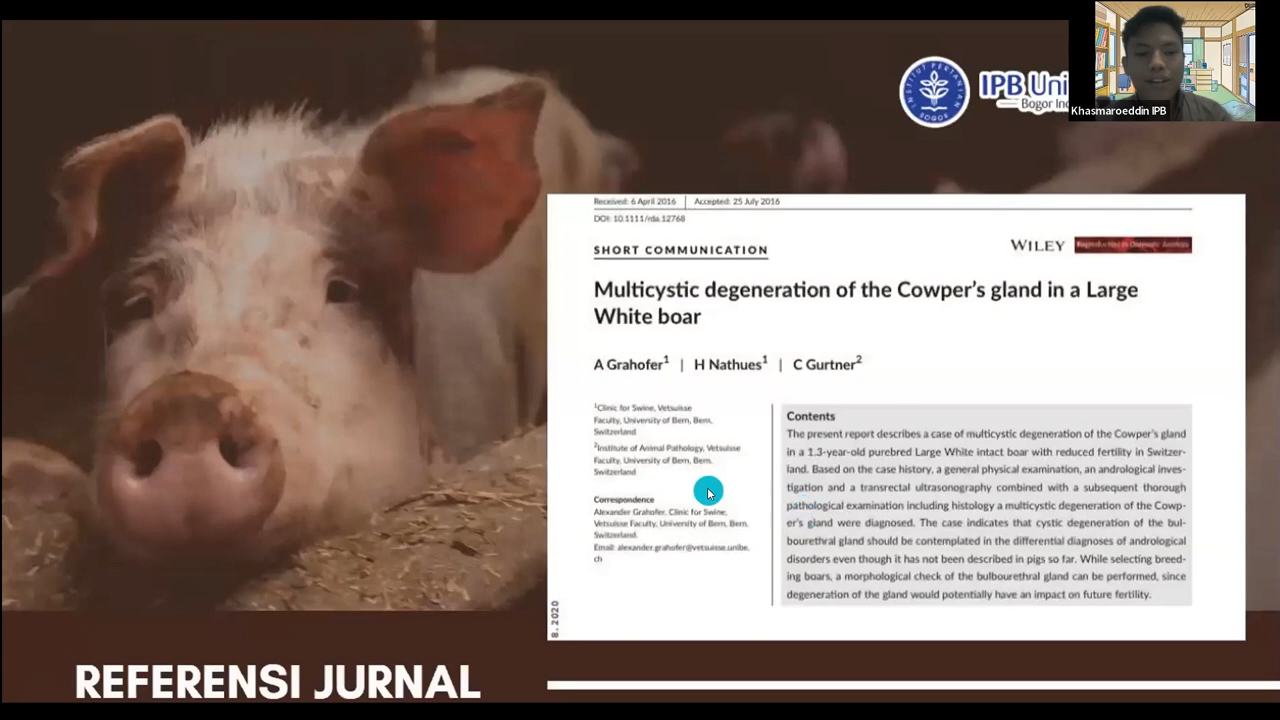 IPB Uni
Bogor In
INSTITUT PERTANIAN
BOGOR
Khasmaroeddin IPB
Received: 6 April 2016 | Accepted: 25 July 2016
DOI: 10.1111/rda.12768
SHORT COMMUNICATION
WILEY Reproduction in Domestic Animals
Multicystic degeneration of the Cowper's gland in a Large
White boar
A Grahofer1 | H Nathues1 | C Gurtner2
1Clinic for Swine, Vetsuisse
Faculty, University of Bern, Bern,
Switzerland
2Institute of Animal Pathology, Vetsuisse
Faculty, University of Bern, Bern,
Switzerland
Correspondence
Alexander Grahofer, Clinic for Swine,
Vetsuisse Faculty, University of Bern, Bern,
Switzerland.
Email: alexander.grahofer@vetsuisse.unibe.
ch
Contents
The present report describes a case of multicystic degeneration of the Cowper's gland
in a 1.3-year-old purebred Large White intact boar with reduced fertility in Switzer-
land. Based on the case history, a general physical examination, an andrological inves-
tigation and a transrectal ultrasonography combined with a subsequent thorough
pathological examination including histology a multicystic degeneration of the Cowp-
er's gland were diagnosed. The case indicates that cystic degeneration of the bul-
bourethral gland should be contemplated in the differential diagnoses of andrological
disorders even though it has not been described in pigs so far. While selecting breed-
ing boars, a morphological check of the bulbourethral gland can be performed, since
degeneration of the gland would potentially have an impact on future fertility.
8, 2020
REFERENSI JURNAL